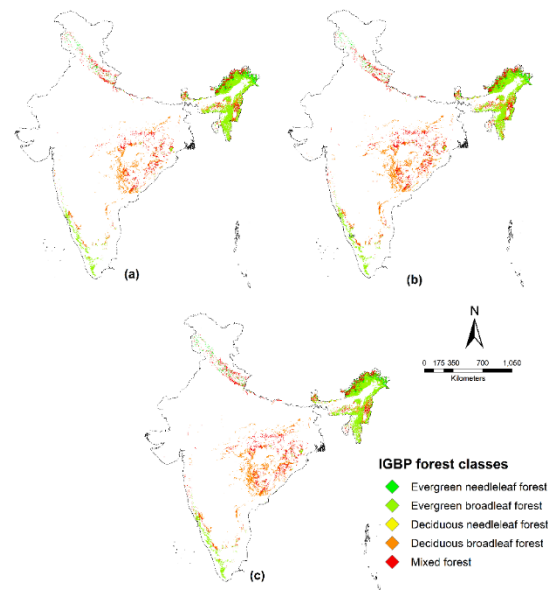 (a)
(b)
N
0 175 350 700 1,050
Kilometers
IGBP forest classes
Evergreen needleleaf forest
Evergreen broadleaf forest
Deciduous needleleaf forest
Deciduous broadleaf forest
Mixed forest
(c)